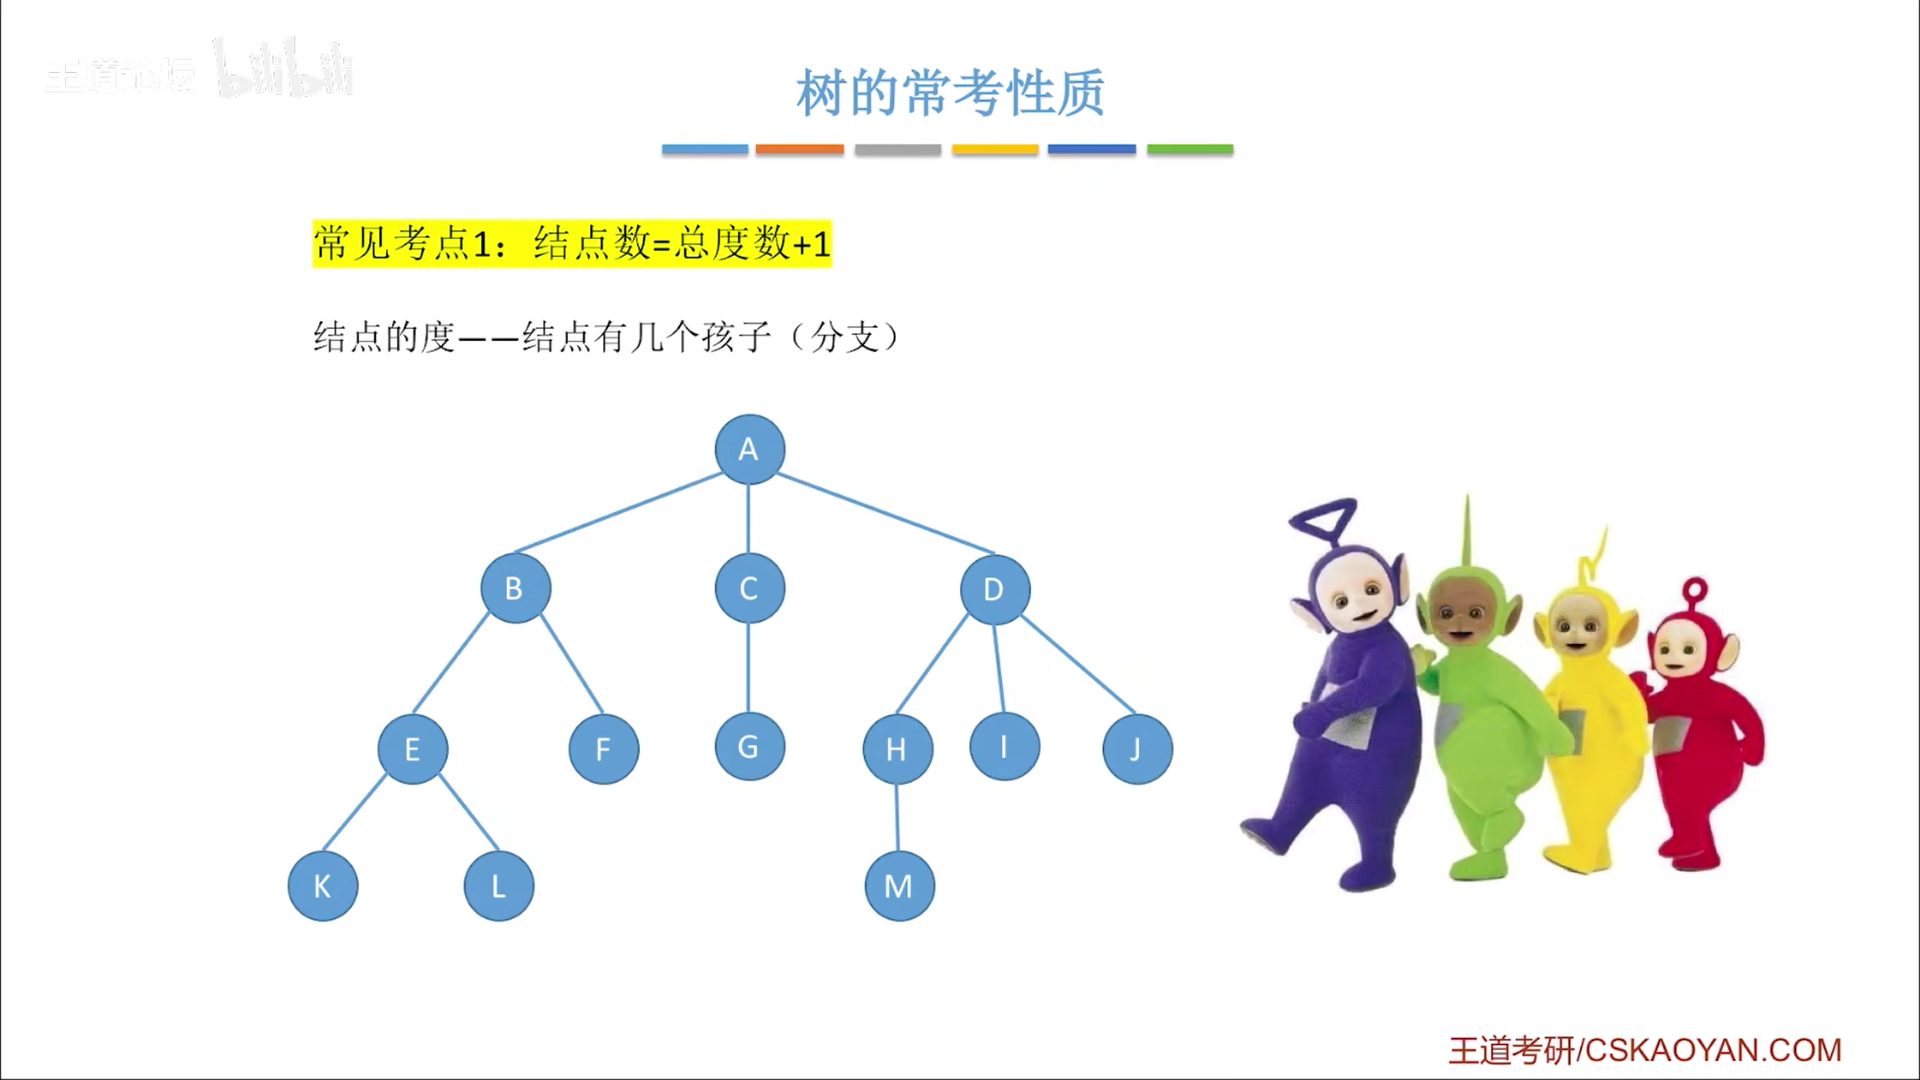 王道论坛 bilibili
树的常考性质
常见考点1：结点数=总度数+1
结点的度——结点有几个孩子（分支）
A
B
C
D
E
F
G
H
I
J
K
L
M
王道考研/CSKAOYAN.COM